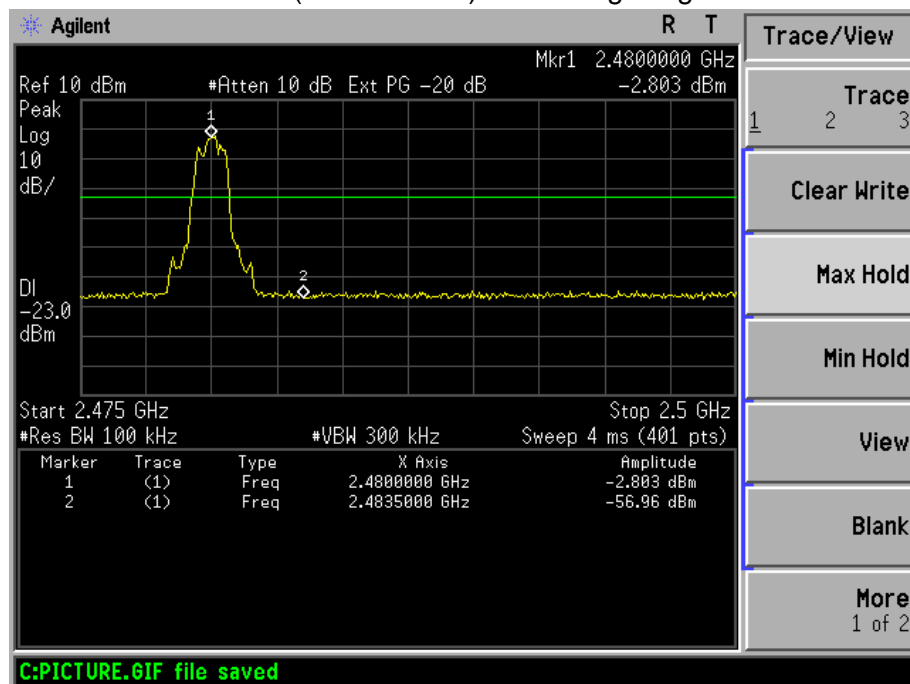 Agilent R T
Mkr1 2.4800000 GHz
Ref 10 dBm #Atten 10 dB Ext PG -20 dB -2.803 dBm
Peak
Log
10
dB/
1
2
DI
-23.0
dBm
Start 2.475 GHz Stop 2.5 GHz
#Res BW 100 kHz #VBW 300 kHz Sweep 4 ms (401 pts)
Marker Trace Type X Axis Amplitude
1 (1) Freq 2.4800000 GHz -2.803 dBm
2 (1) Freq 2.4835000 GHz -56.96 dBm
C:PICTURE.GIF file saved
Trace/View
Trace
1 2 3
Clear Write
Max Hold
Min Hold
View
Blank
More
1 of 2